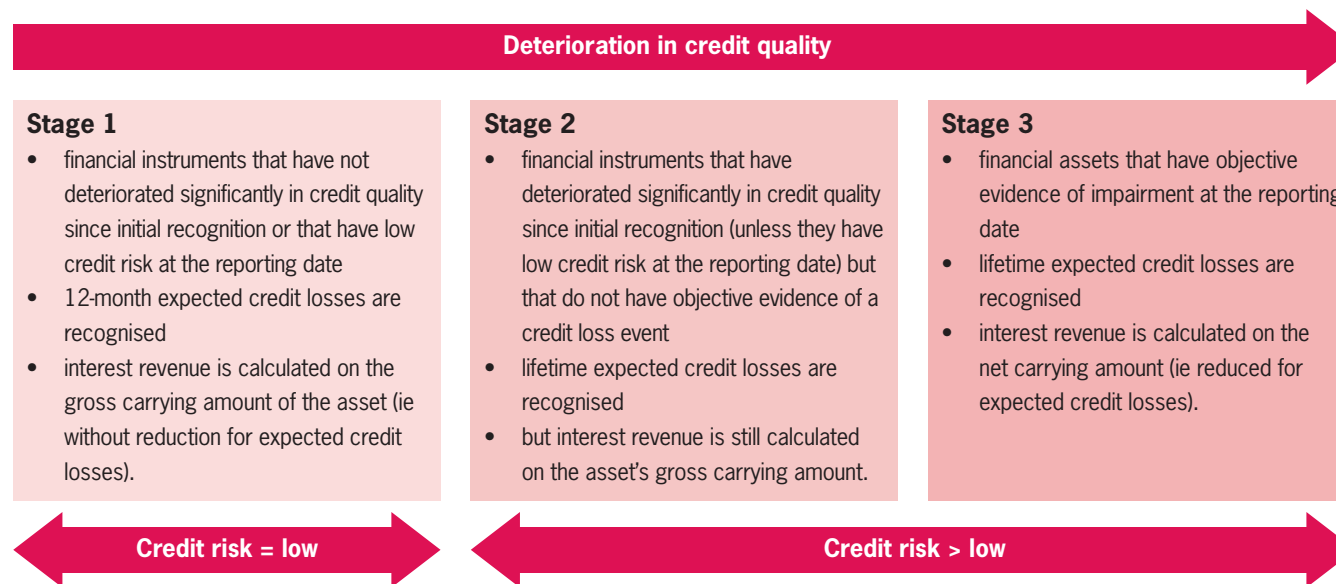 Deterioration in credit quality
Stage 1
• financial instruments that have not
deteriorated significantly in credit quality
since initial recognition or that have low
credit risk at the reporting date
• 12-month expected credit losses are
recognised
• interest revenue is calculated on the
gross carrying amount of the asset (ie
without reduction for expected credit
losses).
Stage 2
• financial instruments that have
deteriorated significantly in credit quality
since initial recognition (unless they have
low credit risk at the reporting date) but
that do not have objective evidence of a
credit loss event
• lifetime expected credit losses are
recognised
• but interest revenue is still calculated
on the asset's gross carrying amount.
Stage 3
• financial assets that have objective
evidence of impairment at the reporting
date
• lifetime expected credit losses are
recognised
• interest revenue is calculated on the
net carrying amount (ie reduced for
expected credit losses).
Credit risk = low
Credit risk > low